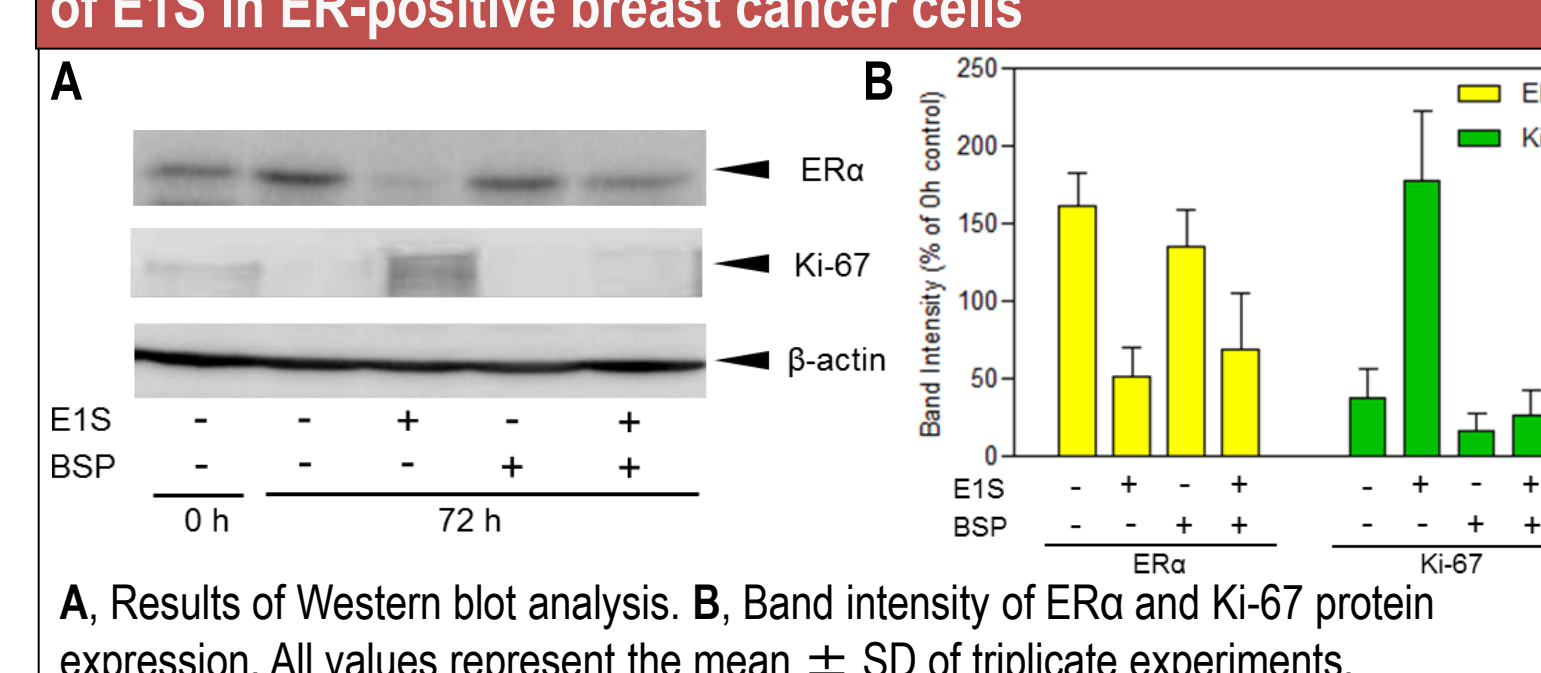 of E1S in ER-positive breast cancer cells
A
ERα
Ki-67
β-actin
E1S - - + - +
BSP - - - + +
0 h 72 h
B
Band Intensity (% of 0h control)
250
200
150
100
50
0
E1S - + - + - + - +
BSP - - + + - - + +
ERα Ki-67
A, Results of Western blot analysis. B, Band intensity of ERα and Ki-67 protein
expression. All values represent the mean ± SD of triplicate experiments.